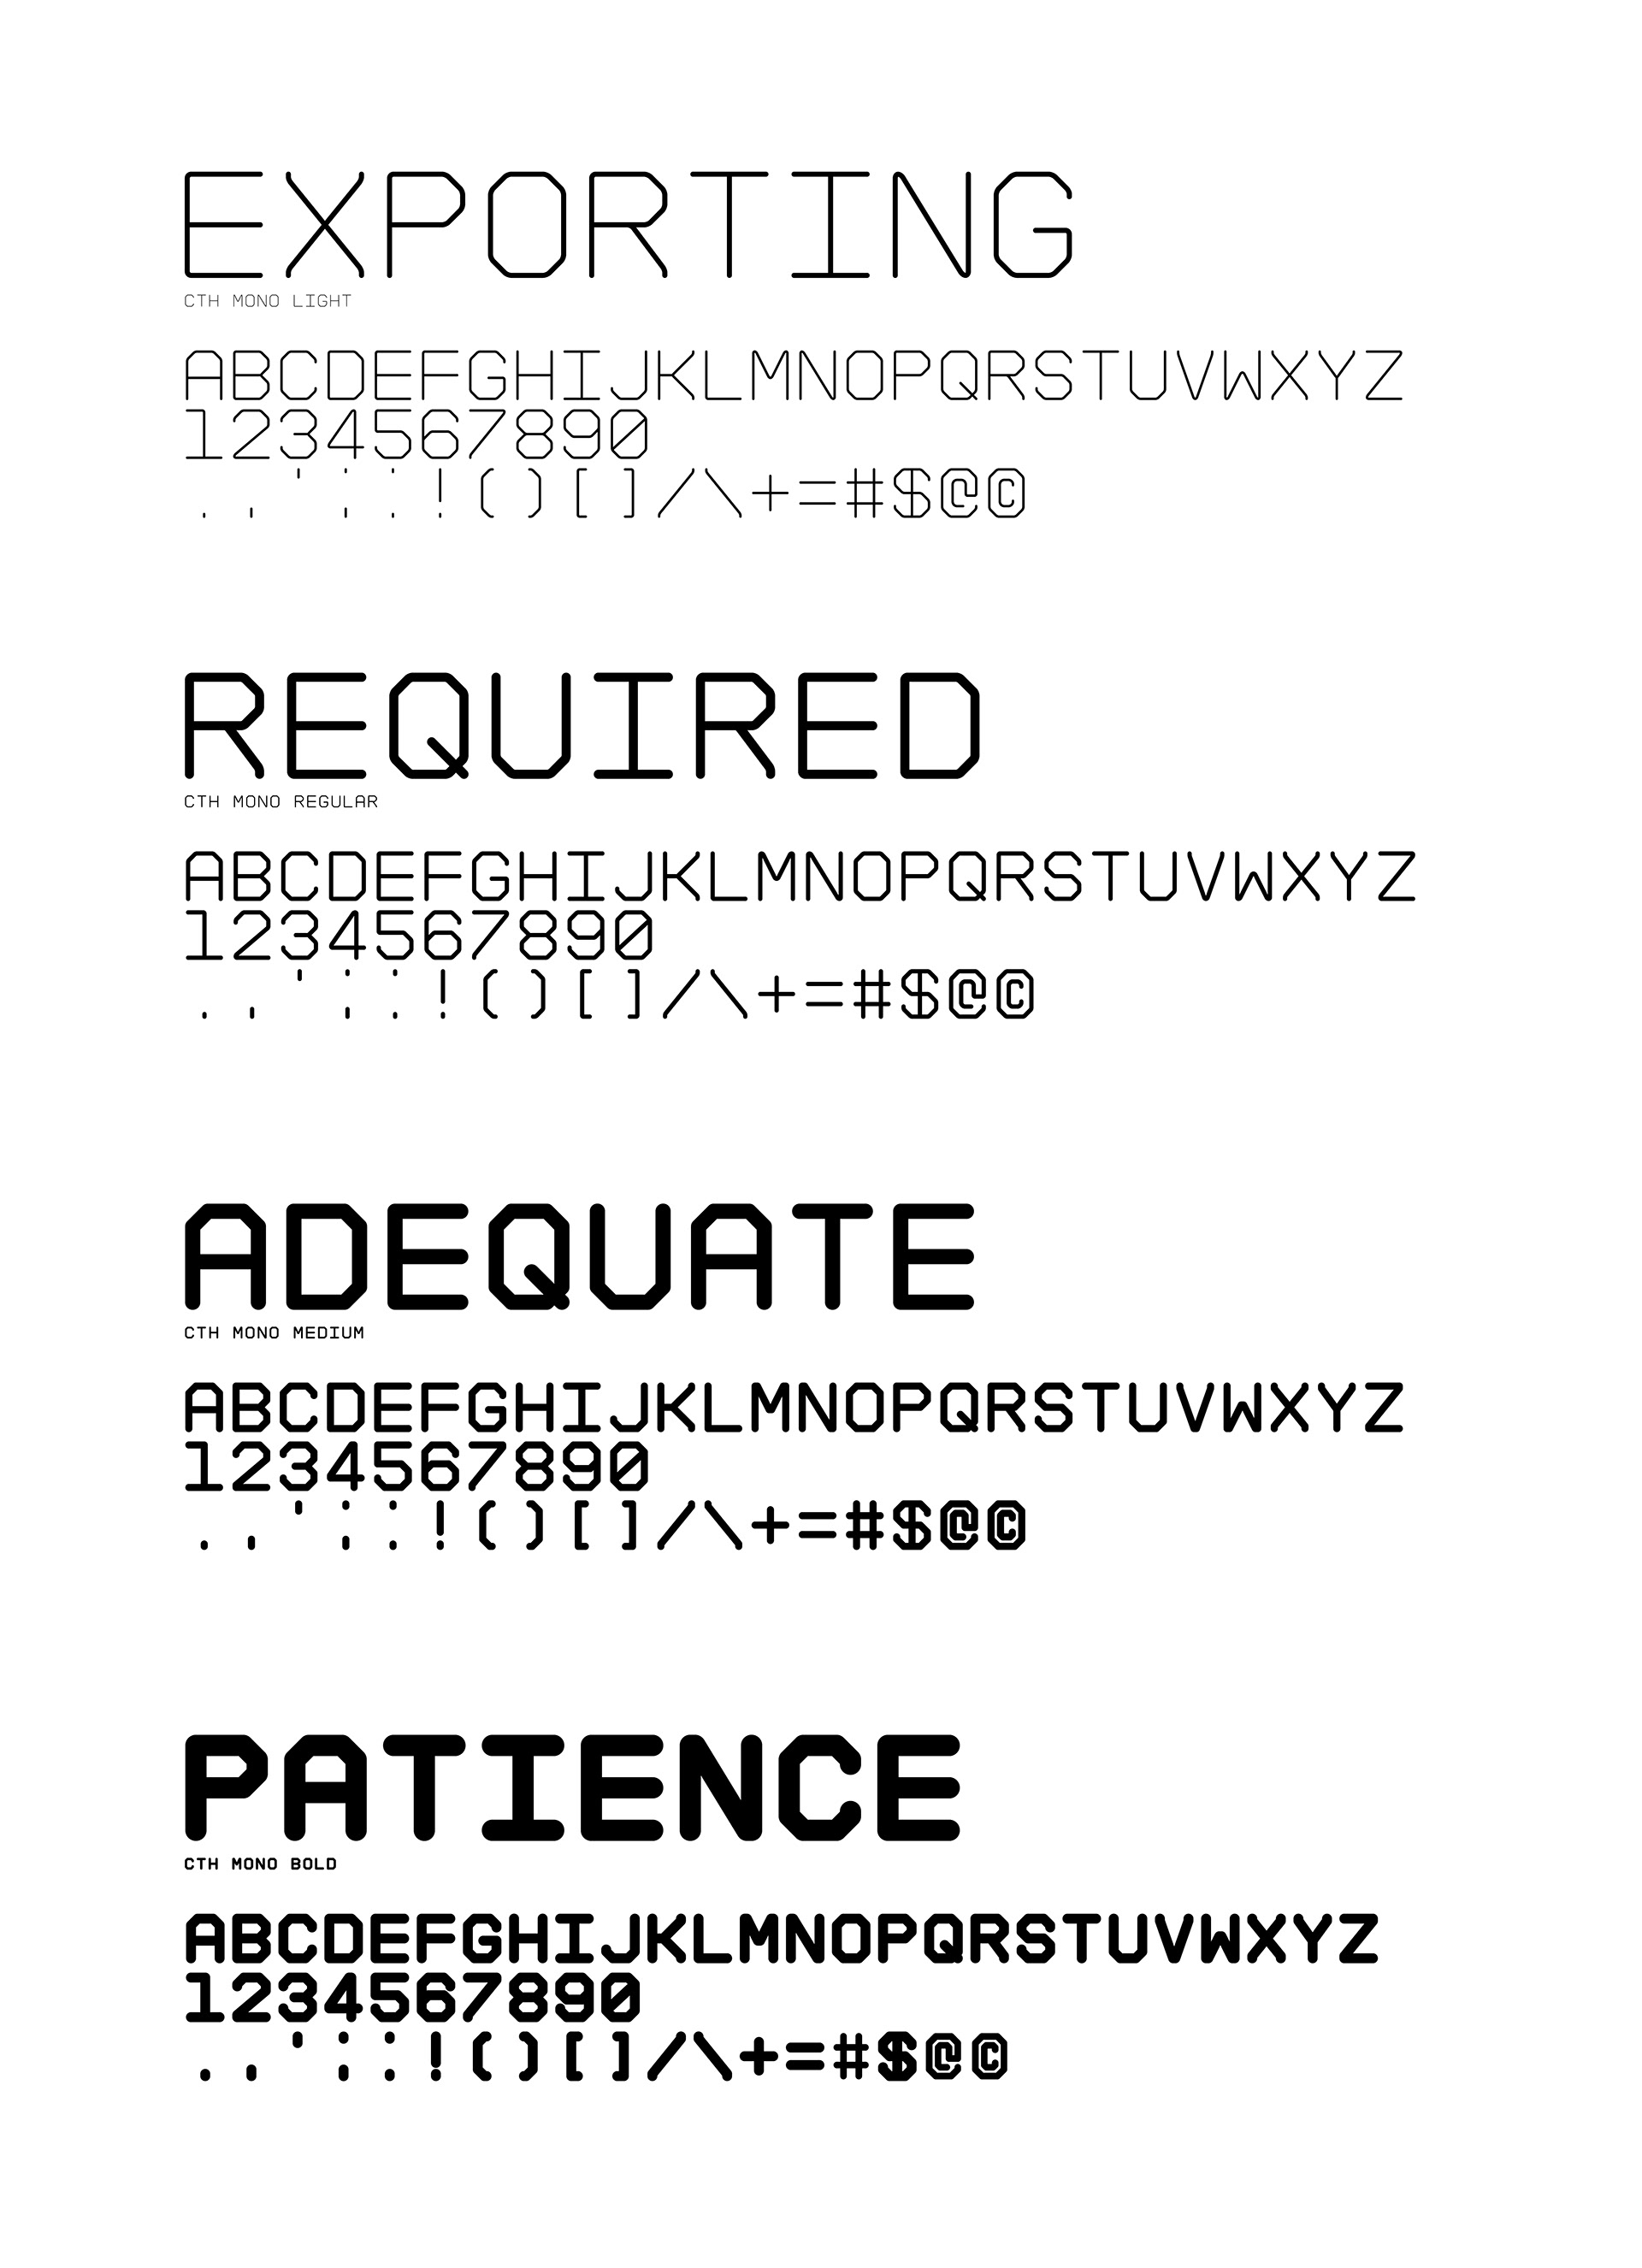 EXPORTING
CTH MONO LIGHT
ABCDEFGHIJKLMNOPQRSTUVWXYZ
1234567890
. , ' ; : ! ( ) [ ] / \ + = # $ @ ©
REQUIRED
CTH MONO REGULAR
ABCDEFGHIJKLMNOPQRSTUVWXYZ
1234567890
. , ' ; : ! ( ) [ ] / \ + = # $ @ ©
ADEQUATE
CTH MONO MEDIUM
ABCDEFGHIJKLMNOPQRSTUVWXYZ
1234567890
. , ' ; : ! ( ) [ ] / \ + = # $ @ ©
PATIENCE
CTH MONO BOLD
ABCDEFGHIJKLMNOPQRSTUVWXYZ
1234567890
. , ' ; : ! ( ) [ ] / \ + = # $ @ ©